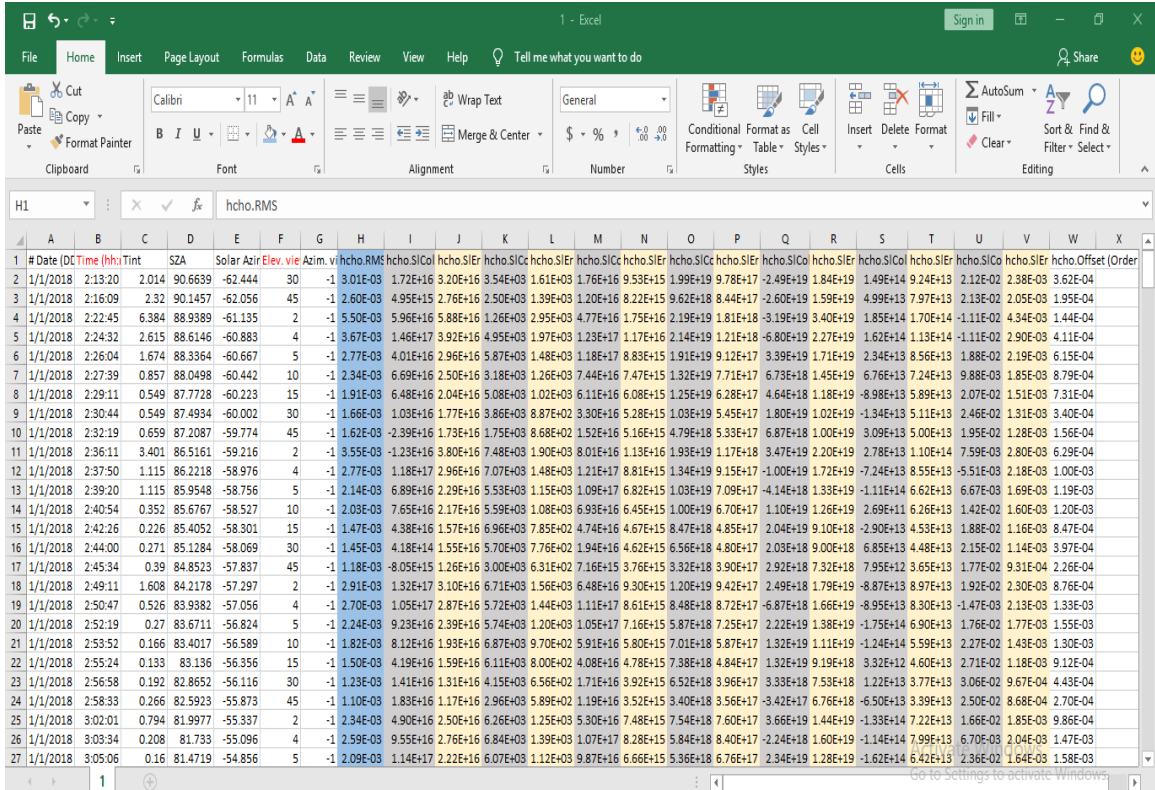 1 - Excel
Sign in
File Home Insert Page Layout Formulas Data Review View Help Tell me what you want to do Share
Cut
Copy
Format Painter
Paste
Calibri 11
Wrap Text
Merge & Center
General
Conditional Formatting Format as Table Cell Styles
Insert Delete Format
AutoSum
Fill
Clear
Sort & Filter Find & Select
Clipboard Font Alignment Number Styles Cells Editing
H1 hcho.RMS
A B C D E F G H I J K L M N O P Q R S T U V W X
1 # Date (DD Time (hh: Tint SZA Solar Azir Elev. vie Azim. vi hcho.RMS hcho.SlCol hcho.SlErr hcho.SlCo hcho.SlErr hcho.SlCo hcho.SlErr hcho.SlCol hcho.SlErr hcho.SlCol hcho.SlErr hcho.SlCol hcho.SlErr hcho.SlCo hcho.SlErr hcho.Offset (Order
2 1/1/2018 2:13:20 2.014 90.6639 -62.444 30 -1 3.01E-03 1.72E+16 3.20E+16 3.54E+03 1.61E+03 1.76E+16 9.53E+15 1.99E+19 9.78E+17 -2.49E+19 1.84E+19 1.49E+14 9.24E+13 2.12E-02 2.38E-03 3.62E-04
3 1/1/2018 2:16:09 2.32 90.1457 -62.056 45 -1 2.60E-03 4.95E+15 2.76E+16 2.50E+03 1.39E+03 1.20E+16 8.22E+15 9.62E+18 8.44E+17 -2.60E+19 1.59E+19 4.99E+13 7.97E+13 2.13E-02 2.05E-03 1.95E-04
4 1/1/2018 2:22:45 6.384 88.9389 -61.135 2 -1 5.50E-03 5.96E+16 5.88E+16 1.26E+03 2.95E+03 4.77E+16 1.75E+16 2.19E+19 1.81E+18 -3.19E+19 3.40E+19 1.85E+14 1.70E+14 -1.11E-02 4.34E-03 1.44E-04
5 1/1/2018 2:24:32 2.615 88.6146 -60.883 4 -1 3.67E-03 1.46E+17 3.92E+16 4.95E+03 1.97E+03 1.23E+17 1.17E+16 2.14E+19 1.21E+18 -6.80E+19 2.27E+19 1.62E+14 1.13E+14 -1.11E-02 2.90E-03 4.11E-04
6 1/1/2018 2:26:04 1.674 88.3364 -60.667 5 -1 2.77E-03 4.01E+16 2.96E+16 5.87E+03 1.48E+03 1.18E+17 8.83E+15 1.91E+19 9.12E+17 3.39E+19 1.71E+19 2.34E+13 8.56E+13 1.88E-02 2.19E-03 6.15E-04
7 1/1/2018 2:27:39 0.857 88.0498 -60.442 10 -1 2.34E-03 6.69E+16 2.50E+16 3.18E+03 1.26E+03 7.44E+16 7.47E+15 1.32E+19 7.71E+17 6.73E+18 1.45E+19 6.76E+13 7.24E+13 9.88E-03 1.85E-03 8.79E-04
8 1/1/2018 2:29:11 0.549 87.7728 -60.223 15 -1 1.91E-03 6.48E+16 2.04E+16 5.08E+03 1.02E+03 6.11E+16 6.08E+15 1.25E+19 6.28E+17 4.64E+18 1.18E+19 -8.98E+13 5.89E+13 2.07E-02 1.51E-03 7.31E-04
9 1/1/2018 2:30:44 0.549 87.4934 -60.002 30 -1 1.66E-03 1.03E+16 1.77E+16 3.86E+03 8.87E+02 3.30E+16 5.28E+15 1.03E+19 5.45E+17 1.80E+19 1.02E+19 -1.34E+13 5.11E+13 2.46E-02 1.31E-03 3.40E-04
10 1/1/2018 2:32:19 0.659 87.2087 -59.774 45 -1 1.62E-03 -2.39E+16 1.73E+16 1.75E+03 8.68E+02 1.52E+16 5.16E+15 4.79E+18 5.33E+17 6.87E+18 1.00E+19 3.09E+13 5.00E+13 1.95E-02 1.28E-03 1.56E-04
11 1/1/2018 2:36:11 3.401 86.5161 -59.216 2 -1 3.55E-03 -1.23E+16 3.80E+16 7.48E+03 1.90E+03 8.01E+16 1.13E+16 1.93E+19 1.17E+18 3.47E+19 2.20E+19 2.78E+13 1.10E+14 7.59E-03 2.80E-03 6.29E-04
12 1/1/2018 2:37:50 1.115 86.2218 -58.976 4 -1 2.77E-03 1.18E+17 2.96E+16 7.07E+03 1.48E+03 1.21E+17 8.81E+15 1.34E+19 9.15E+17 -1.00E+19 1.72E+19 -7.24E+13 8.55E+13 -5.51E-03 2.18E-03 1.00E-03
13 1/1/2018 2:39:20 1.115 85.9548 -58.756 5 -1 2.14E-03 6.89E+16 2.29E+16 5.53E+03 1.15E+03 1.09E+17 6.82E+15 1.03E+19 7.09E+17 -4.14E+18 1.33E+19 -1.11E+14 6.62E+13 6.67E-03 1.69E-03 1.19E-03
14 1/1/2018 2:40:54 0.352 85.6767 -58.527 10 -1 2.03E-03 7.65E+16 2.17E+16 5.59E+03 1.08E+03 6.93E+16 6.45E+15 1.00E+19 6.70E+17 1.10E+19 1.26E+19 2.69E+11 6.26E+13 1.42E-02 1.60E-03 1.20E-03
15 1/1/2018 2:42:26 0.226 85.4052 -58.301 15 -1 1.47E-03 4.38E+16 1.57E+16 6.96E+03 7.85E+02 4.74E+16 4.67E+15 8.47E+18 4.85E+17 2.04E+19 9.10E+18 -2.90E+13 4.53E+13 1.88E-02 1.16E-03 8.47E-04
16 1/1/2018 2:44:00 0.271 85.1284 -58.069 30 -1 1.45E-03 4.18E+14 1.55E+16 5.70E+03 7.76E+02 1.94E+16 4.62E+15 6.56E+18 4.80E+17 2.03E+18 9.00E+18 6.85E+13 4.48E+13 2.15E-02 1.14E-03 3.97E-04
17 1/1/2018 2:45:34 0.39 84.8523 -57.837 45 -1 1.18E-03 -8.05E+15 1.26E+16 3.00E+03 6.31E+02 7.16E+15 3.76E+15 3.32E+18 3.90E+17 2.92E+18 7.32E+18 7.95E+12 3.65E+13 1.77E-02 9.31E-04 2.26E-04
18 1/1/2018 2:49:11 1.608 84.2178 -57.297 2 -1 2.91E-03 1.32E+17 3.10E+16 6.71E+03 1.56E+03 6.48E+16 9.30E+15 1.20E+19 9.42E+17 2.49E+18 1.79E+19 -8.87E+13 8.97E+13 1.92E-02 2.30E-03 8.76E-04
19 1/1/2018 2:50:47 0.526 83.9382 -57.056 4 -1 2.70E-03 1.05E+17 2.87E+16 5.72E+03 1.44E+03 1.11E+17 8.61E+15 8.48E+18 8.72E+17 -6.87E+18 1.66E+19 -8.95E+13 8.30E+13 -1.47E-02 2.13E-03 1.33E-03
20 1/1/2018 2:52:19 0.27 83.6711 -56.824 5 -1 2.24E-03 9.23E+16 2.39E+16 5.74E+03 1.20E+03 1.05E+17 7.16E+15 5.87E+18 7.25E+17 2.22E+19 1.38E+19 -1.75E+14 6.90E+13 1.76E-02 1.77E-03 1.55E-03
21 1/1/2018 2:53:52 0.166 83.4017 -56.589 10 -1 1.82E-03 8.12E+16 1.93E+16 6.87E+03 9.70E+02 5.91E+16 5.80E+15 7.01E+18 5.87E+17 1.32E+19 1.11E+19 -1.24E+14 5.59E+13 2.27E-02 1.43E-03 1.30E-03
22 1/1/2018 2:55:24 0.133 83.136 -56.356 15 -1 1.50E-03 4.19E+16 1.59E+16 6.11E+03 8.00E+02 4.08E+16 4.78E+15 7.38E+18 4.84E+17 1.32E+19 9.19E+18 3.32E+12 4.60E+13 2.71E-02 1.18E-03 9.12E-04
23 1/1/2018 2:56:58 0.192 82.8652 -56.116 30 -1 1.23E-03 1.41E+16 1.31E+16 4.15E+03 6.56E+02 1.71E+16 3.92E+15 6.52E+18 3.96E+17 3.33E+18 7.53E+18 1.22E+13 3.77E+13 3.06E-02 9.67E-04 4.43E-04
24 1/1/2018 2:58:33 0.266 82.5923 -55.873 45 -1 1.10E-03 1.83E+16 1.17E+16 2.96E+03 5.89E+02 1.19E+16 3.52E+15 3.40E+18 3.56E+17 -3.42E+17 6.76E+18 -6.50E+13 3.39E+13 2.50E-02 8.68E-04 2.70E-04
25 1/1/2018 3:02:01 0.794 81.9977 -55.337 2 -1 2.34E-03 4.90E+16 2.50E+16 6.26E+03 1.25E+03 5.30E+16 7.48E+15 7.54E+18 7.60E+17 3.66E+19 1.44E+19 -1.33E+14 7.22E+13 1.66E-02 1.85E-03 9.86E-04
26 1/1/2018 3:03:34 0.208 81.733 -55.096 4 -1 2.59E-03 9.55E+16 2.76E+16 6.84E+03 1.39E+03 1.07E+17 8.28E+15 5.84E+18 8.40E+17 -2.24E+18 1.60E+19 -1.14E+14 7.99E+13 6.70E-03 2.04E-03 1.47E-03
27 1/1/2018 3:05:06 0.16 81.4719 -54.856 5 -1 2.09E-03 1.14E+17 2.22E+16 6.07E+03 1.12E+03 9.87E+16 6.66E+15 5.36E+18 6.76E+17 2.34E+19 1.28E+19 -1.62E+14 6.42E+13 2.36E-02 1.64E-03 1.58E-03
Activate Windows
Go to Settings to activate Windows.
1